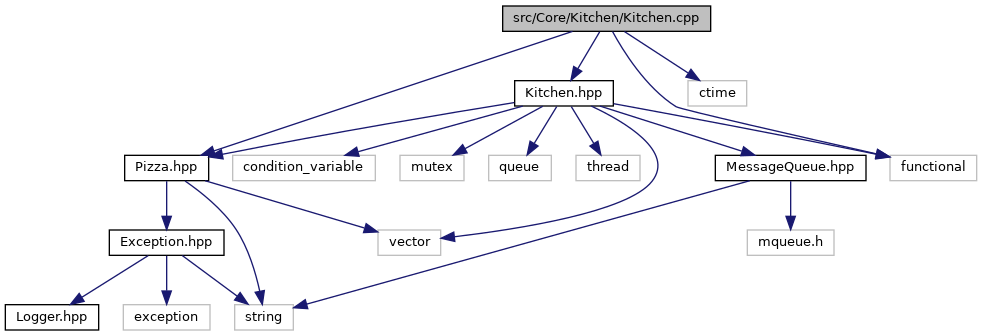 src/Core/Kitchen/Kitchen.cpp
Kitchen.hpp
ctime
Pizza.hpp
condition_variable
mutex
queue
thread
MessageQueue.hpp
functional
Exception.hpp
vector
mqueue.h
Logger.hpp
exception
string